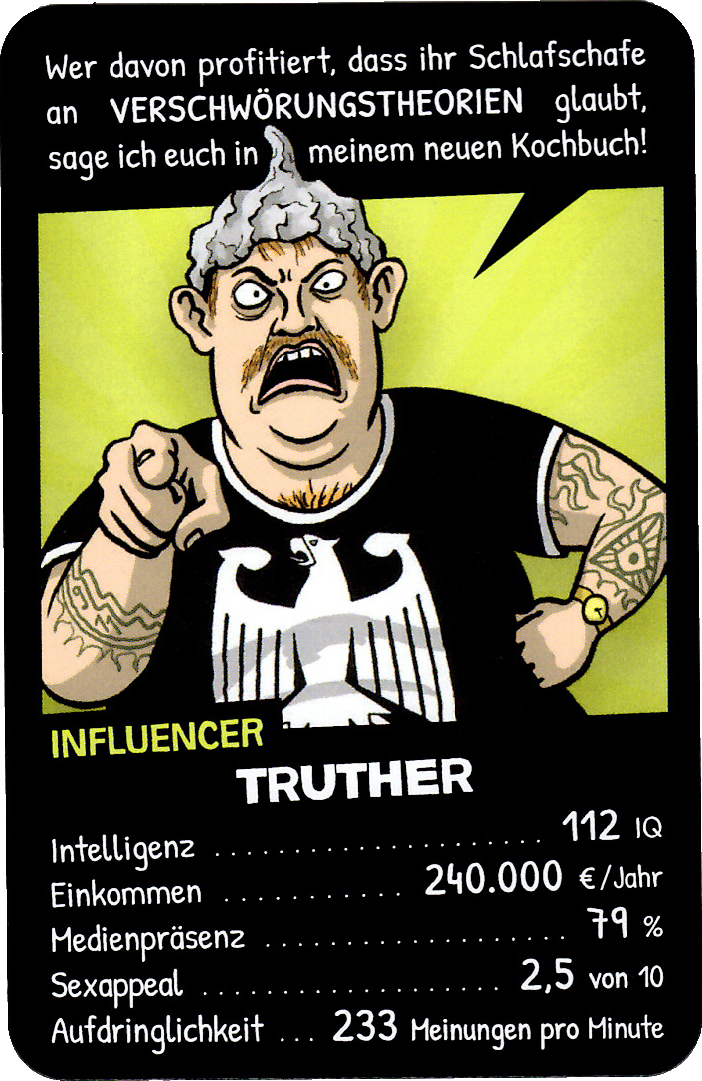 Wer davon profitiert, dass ihr Schlafschafe
an VERSCHWÖRUNGSTHEORIEN glaubt,
sage ich euch in meinem neuen Kochbuch!
INFLUENCER
TRUTHER
Intelligenz ...................... 112 IQ
Einkommen ........... 240.000 €/Jahr
Medienpräsenz ................... 79 %
Sexappeal ................... 2,5 von 10
Aufdringlichkeit ... 233 Meinungen pro Minute